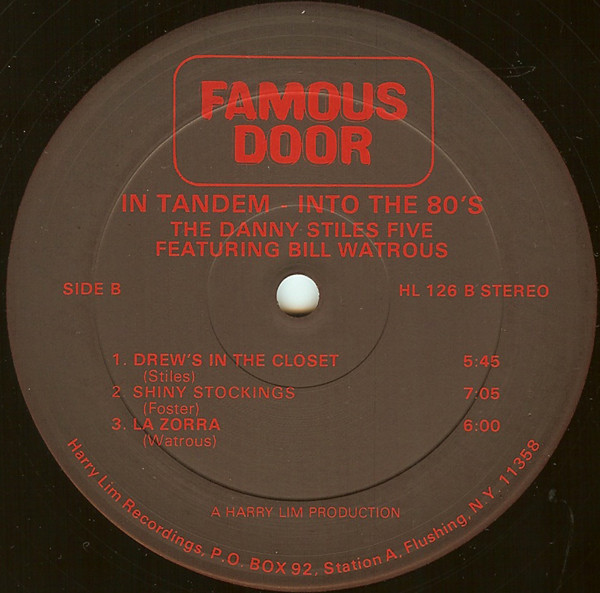 FAMOUS
DOOR
IN TANDEM - INTO THE 80'S
THE DANNY STILES FIVE
FEATURING BILL WATROUS
SIDE B
HL 126 B STEREO
1. DREW'S IN THE CLOSET 5:45
(Stiles)
2. SHINY STOCKINGS 7:05
(Foster)
3. LA ZORRA 6:00
(Watrous)
A HARRY LIM PRODUCTION
Harry Lim Recordings, P.O. BOX 92, Station A, Flushing, N.Y. 11358